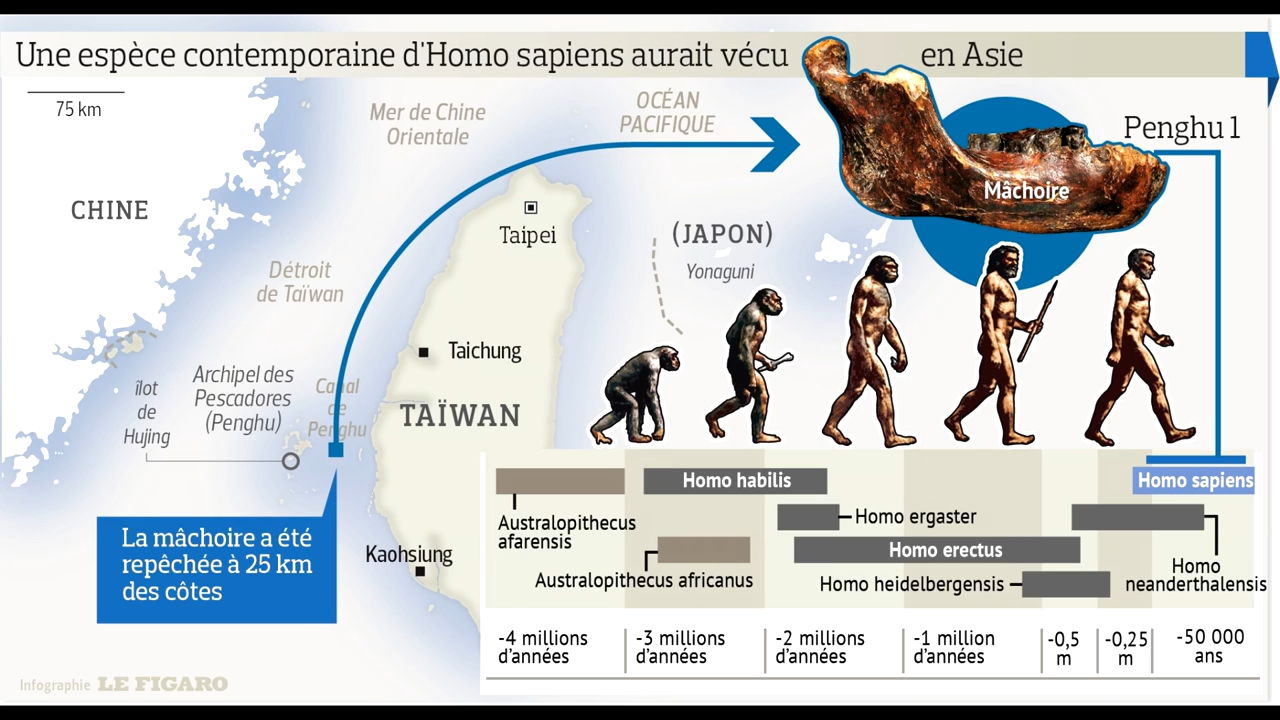 Une espèce contemporaine d'Homo sapiens aurait vécu en Asie
75 km
Mer de Chine
Orientale
OCÉAN
PACIFIQUE
Penghu 1
Mâchoire
CHINE
Taipei
(JAPON)
Yonaguni
Détroit
de Taïwan
Taichung
Archipel des
Pescadores
(Penghu)
îlot
de
Hujing
Canal
de
Penghu
TAÏWAN
La mâchoire a été
repêchée à 25 km
des côtes
Kaohsiung
Homo habilis
Homo sapiens
Australopithecus
afarensis
Homo ergaster
Homo erectus
Australopithecus africanus
Homo heidelbergensis
Homo
neanderthalensis
-4 millions
d'années
-3 millions
d'années
-2 millions
d'années
-1 million
d'années
-0,5
m
-0,25
m
-50 000
ans
Infographie LE FIGARO